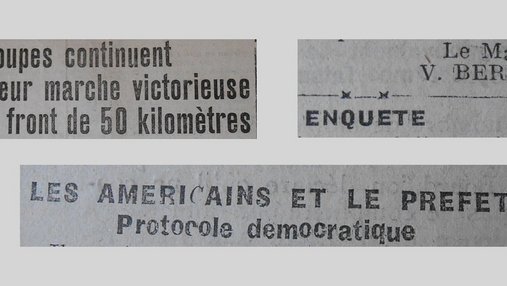 oupes continuent
eur marche victorieuse
front de 50 kilomètres
Le Ma
V. BER
ENQUETE
LES AMERICAINS ET LE PREFET
Protocole democratique